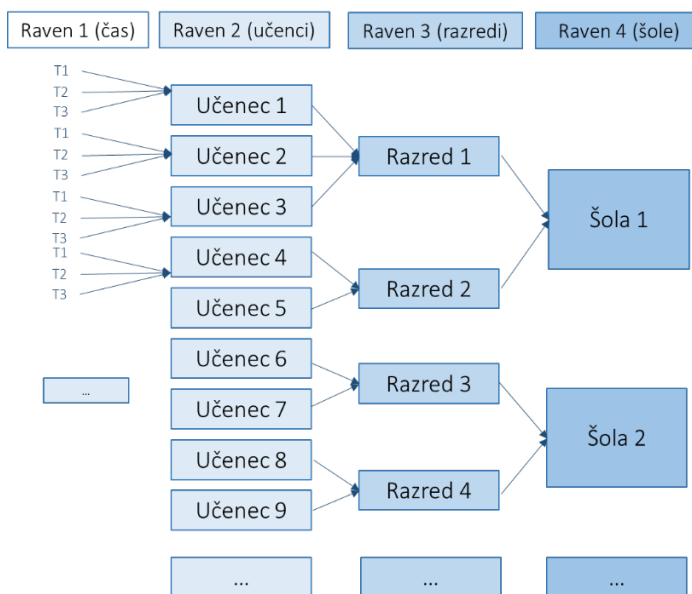 Raven 1 (čas)
Raven 2 (učenci)
Raven 3 (razredi)
Raven 4 (šole)
T1
T2
T3
T1
T2
T3
T1
T2
T3
T1
T2
T3
...
Učenec 1
Učenec 2
Učenec 3
Učenec 4
Učenec 5
Učenec 6
Učenec 7
Učenec 8
Učenec 9
...
Razred 1
Razred 2
Razred 3
Razred 4
...
Šola 1
Šola 2
...